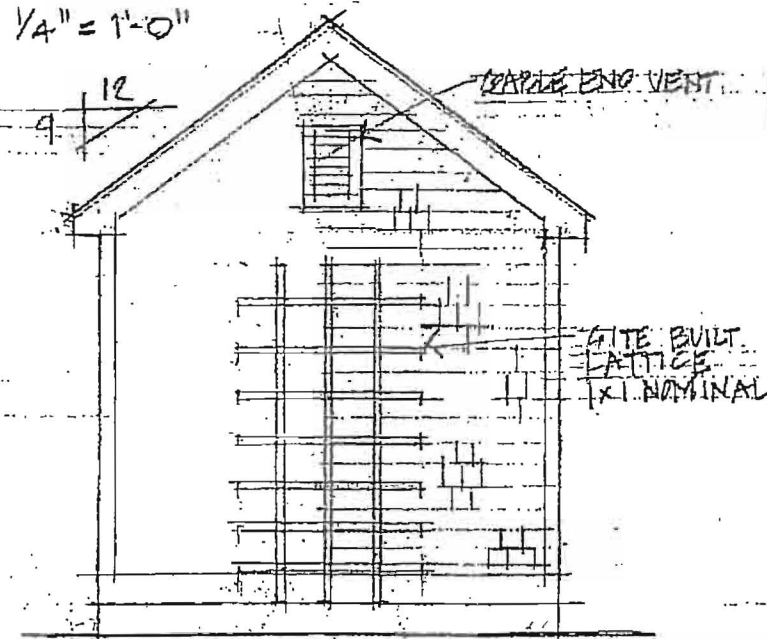 1/4" = 1'-0"
12
9
GABLE END VENT
SITE BUILT
LATTICE
1x1 NOMINAL